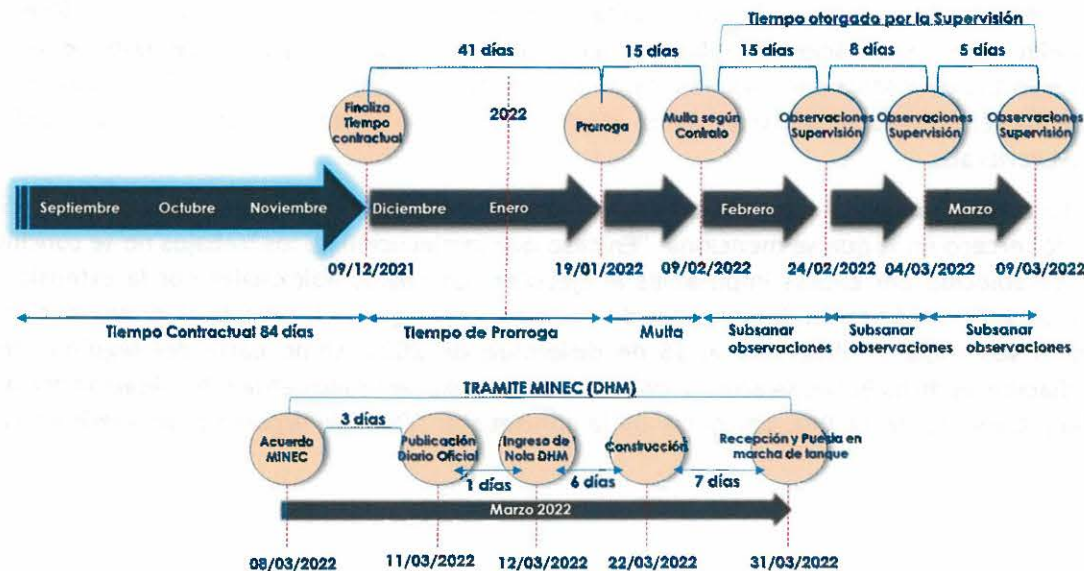 Tiempo otorgado por la Supervisión
41 días
15 días
15 días
8 días
5 días
Finaliza
Tiempo
contractual
2022
Prorroga
Multa según
Contrato
Observaciones
Supervisión
Observaciones
Supervisión
Observaciones
Supervisión
Septiembre
Octubre
Noviembre
Diciembre
Enero
Febrero
Marzo
09/12/2021
19/01/2022
09/02/2022
24/02/2022
04/03/2022
09/03/2022
Tiempo Contractual 84 días
Tiempo de Prorroga
Multa
Subsanar
observaciones
Subsanar
observaciones
Subsanar
observaciones
TRAMITE MINEC (DHM)
3 días
Acuerdo
MINEC
Publicación
Diario Oficial
Ingreso de
Nota DHM
Construcción
Recepción y Puesta en
marcha de tanque
1 días
6 días
7 días
Marzo 2022
08/03/2022
11/03/2022
12/03/2022
22/03/2022
31/03/2022